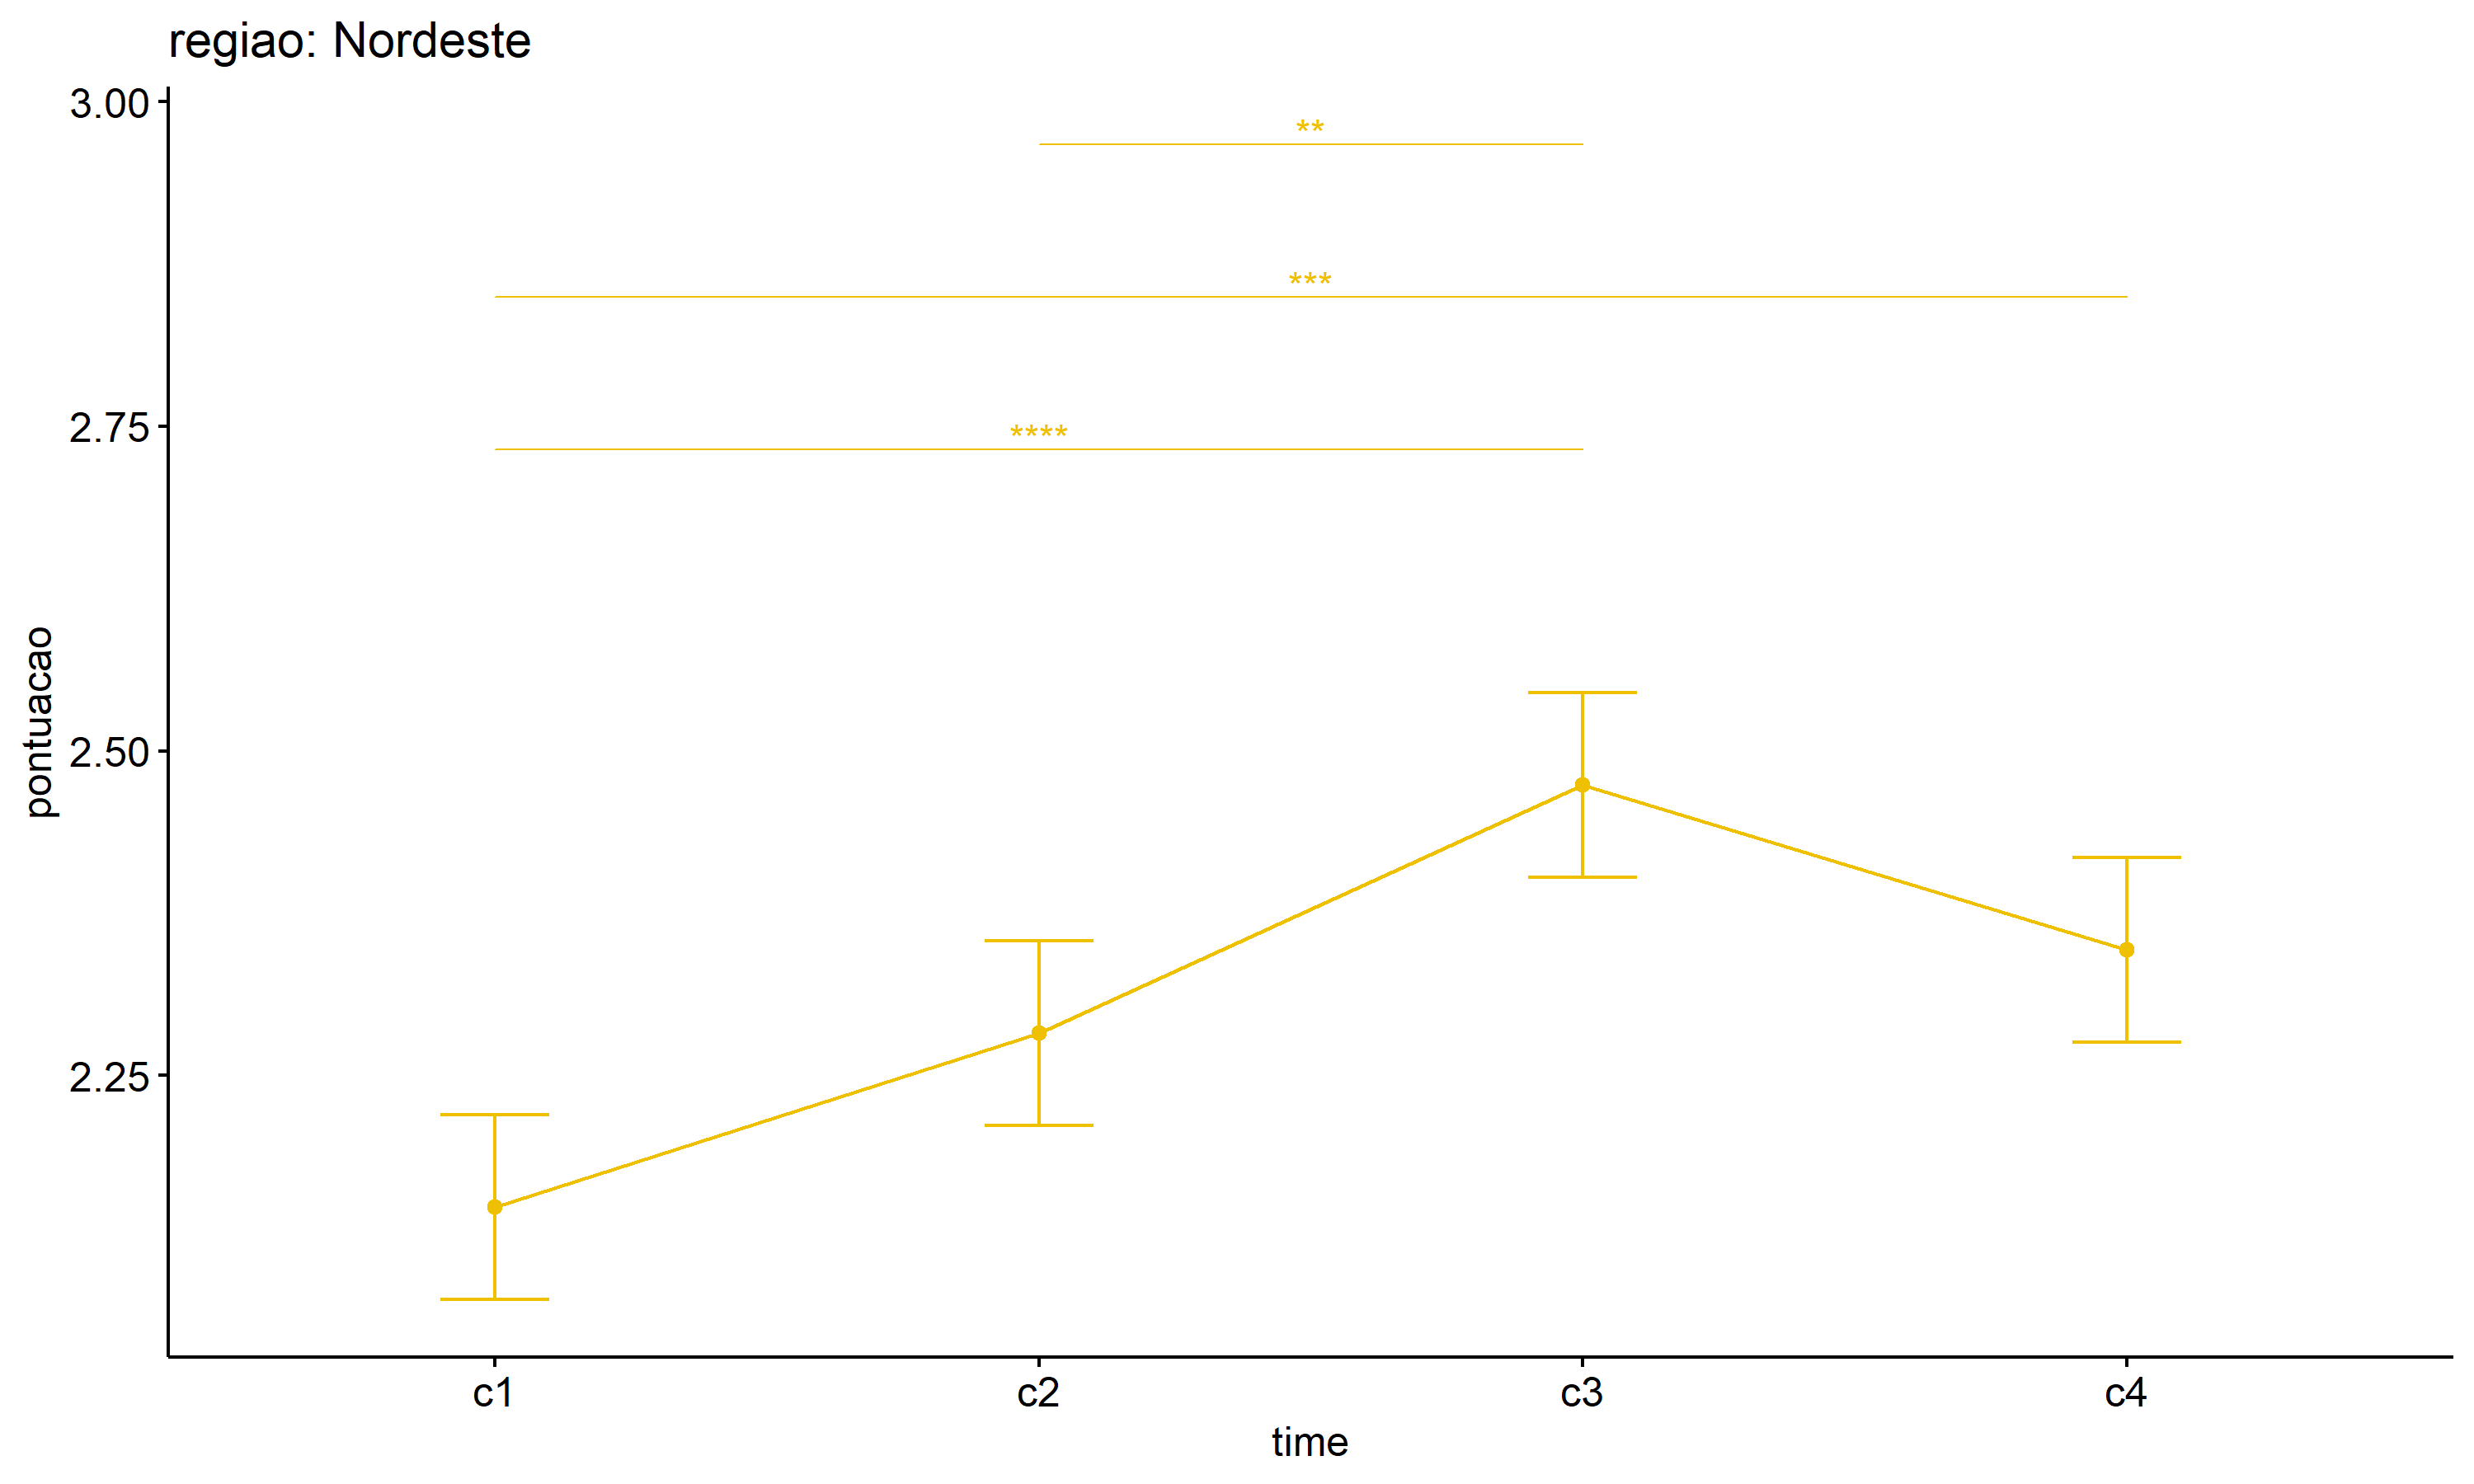 regiao: Nordeste
3.00
**
***
2.75
****
pontuacao
2.50
2.25
c1 c2 c3 c4
time